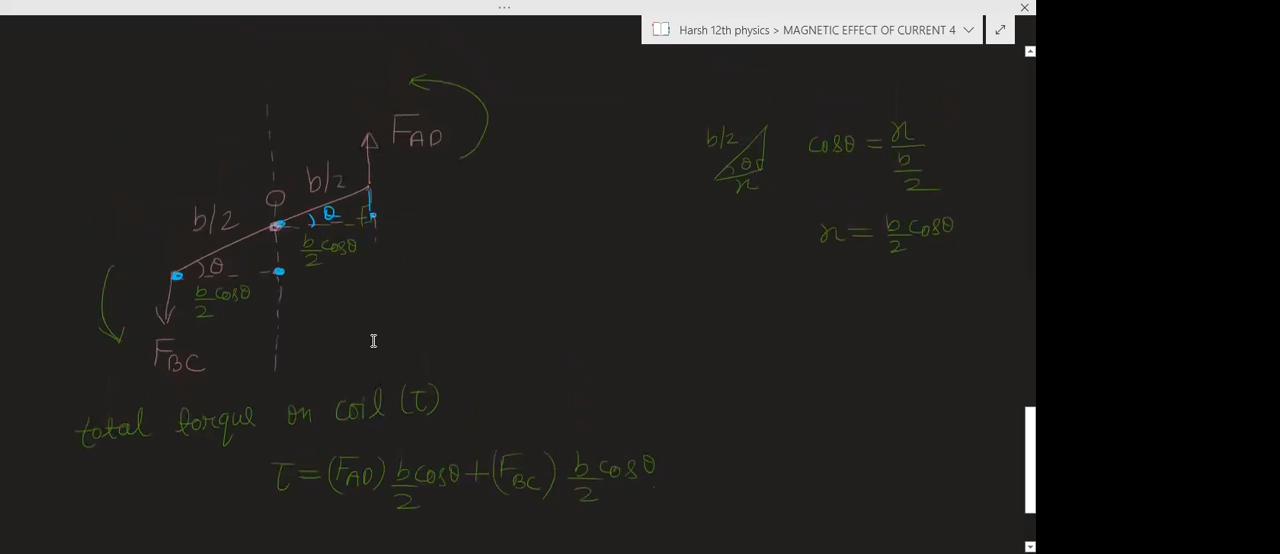 Harsh 12th physics > MAGNETIC EFFECT OF CURRENT 4
F_AD
b/2
O
b/2
θ
b/2 cosθ
θ
b/2 cosθ
F_BC
b/2
θ
x
cosθ = x/(b/2)
x = b/2 cosθ
total torque on coil (τ)
τ = (F_AD) b/2 cosθ + (F_BC) b/2 cosθ